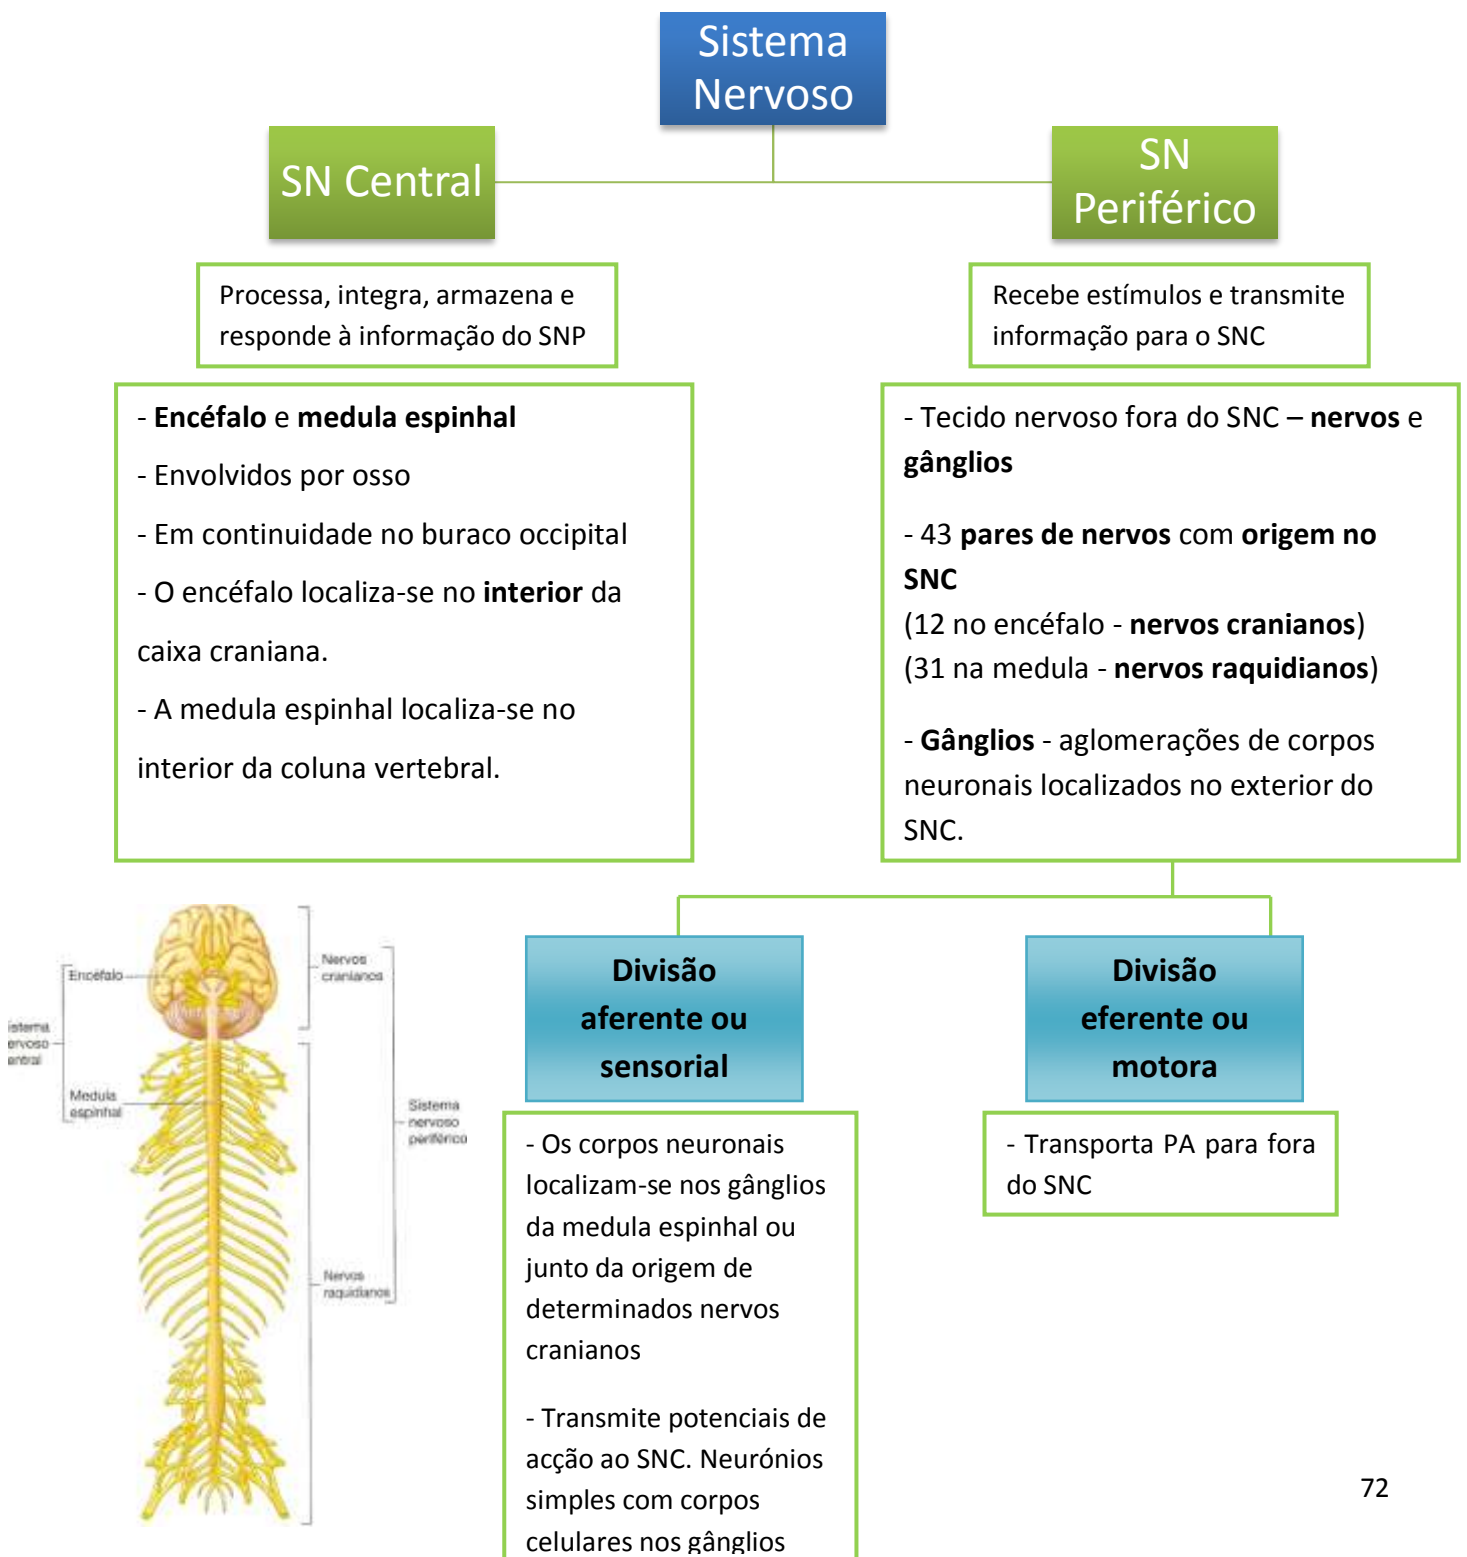 Sistema
Nervoso
SN Central
SN
Periférico
Processa, integra, armazena e
responde à informação do SNP
Recebe estímulos e transmite
informação para o SNC
- Encéfalo e medula espinhal
- Envolvidos por osso
- Em continuidade no buraco occipital
- O encéfalo localiza-se no interior da
caixa craniana.
- A medula espinhal localiza-se no
interior da coluna vertebral.
- Tecido nervoso fora do SNC – nervos e
gânglios
- 43 pares de nervos com origem no
SNC
(12 no encéfalo - nervos cranianos)
(31 na medula - nervos raquidianos)
- Gânglios - aglomerações de corpos
neuronais localizados no exterior do
SNC.
Encéfalo
Nervos
cranianos
istema
ervoso
entral
Medula
espinhal
Sistema
nervoso
periférico
Nervos
raquidianos
Divisão
aferente ou
sensorial
- Os corpos neuronais
localizam-se nos gânglios
da medula espinhal ou
junto da origem de
determinados nervos
cranianos
- Transmite potenciais de
acção ao SNC. Neurónios
simples com corpos
celulares nos gânglios
Divisão
eferente ou
motora
- Transporta PA para fora
do SNC
72